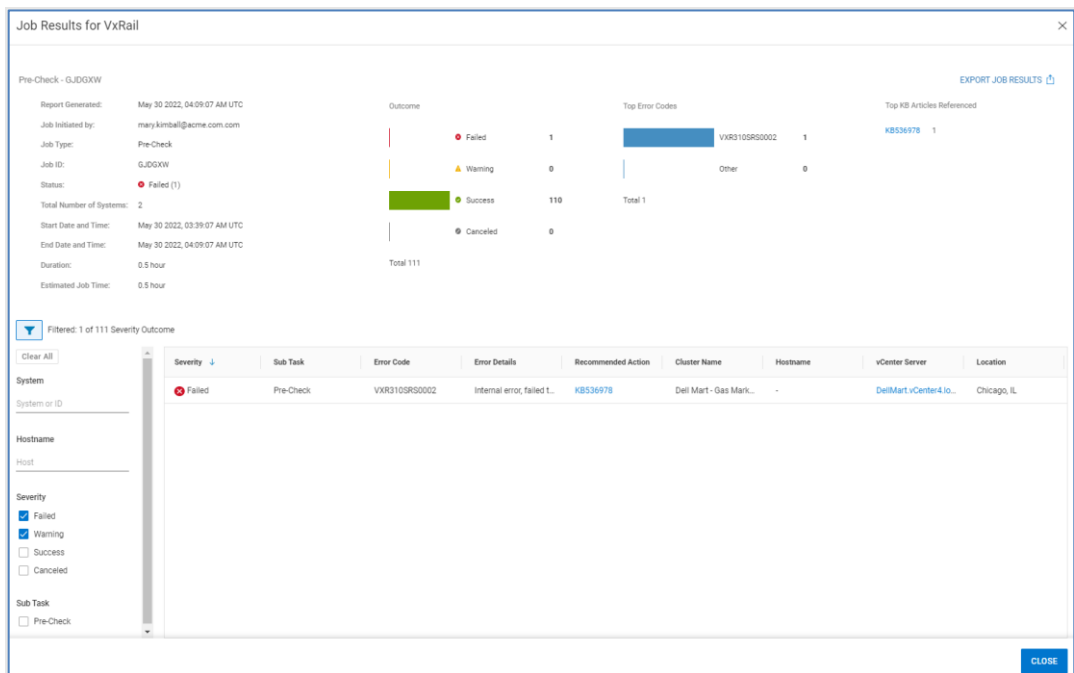 Job Results for VxRail
Pre-Check - GJDGXW
EXPORT JOB RESULTS
Report Generated: May 30 2022, 04:09:07 AM UTC
Job Initiated by: mary.kimball@acme.com.com
Job Type: Pre-Check
Job ID: GJDGXW
Status: Failed (1)
Total Number of Systems: 2
Start Date and Time: May 30 2022, 03:39:07 AM UTC
End Date and Time: May 30 2022, 04:09:07 AM UTC
Duration: 0.5 hour
Estimated Job Time: 0.5 hour
Outcome
Failed 1
Warning 0
Success 110
Canceled 0
Total 111
Top Error Codes
VXR310SRS0002 1
Other 0
Total 1
Top KB Articles Referenced
KB536978 1
Filtered: 1 of 111 Severity Outcome
Clear All
System
System or ID
Hostname
Host
Severity
Failed
Warning
Success
Canceled
Sub Task
Pre-Check
Severity Sub Task Error Code Error Details Recommended Action Cluster Name Hostname vCenter Server Location
Failed Pre-Check VXR310SRS0002 Internal error, failed t... KB536978 Dell Mart - Gas Mark... - DellMart.vCenter4.lo... Chicago, IL
CLOSE